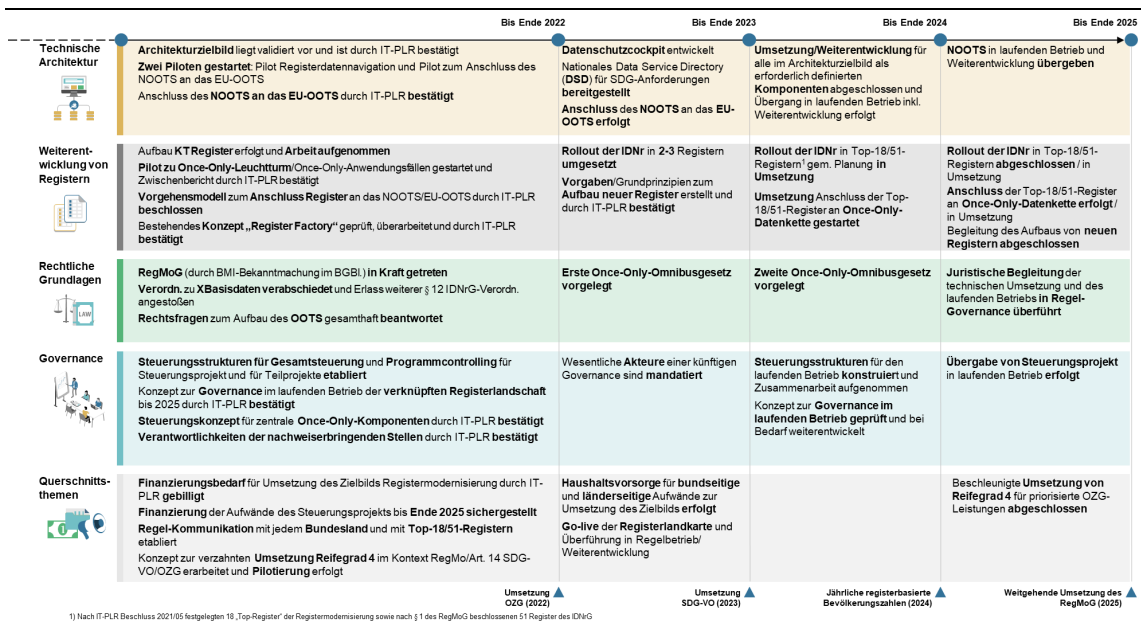 Bis Ende 2022
Bis Ende 2023
Bis Ende 2024
Bis Ende 2025
Technische
Architektur
Architekturzielbild liegt validiert vor und ist durch IT-PLR bestätigt
Zwei Piloten gestartet: Pilot Registerdatennavigation und Pilot zum Anschluss des
NOOTS an das EU-OOTS
Anschluss des NOOTS an das EU-OOTS durch IT-PLR bestätigt
Datenschutzcockpit entwickelt
Nationales Data Service Directory
(DSD) für SDG-Anforderungen
bereitgestellt
Anschluss des NOOTS an das EU-
OOTS erfolgt
Umsetzung/Weiterentwicklung für
alle im Architekturzielbild als
erforderlich definierten
Komponenten abgeschlossen und
Übergang in laufenden Betrieb inkl.
Weiterentwicklung erfolgt
NOOTS in laufenden Betrieb und
Weiterentwicklung übergeben
Weiterent-
wicklung von
Registern
Aufbau KT Register erfolgt und Arbeit aufgenommen
Pilot zu Once-Only-Leuchtturm/Once-Only-Anwendungsfällen gestartet und
Zwischenbericht durch IT-PLR bestätigt
Vorgehensmodell zum Anschluss Register an das NOOTS/EU-OOTS durch IT-PLR
beschlossen
Bestehendes Konzept „Register Factory“ geprüft, überarbeitet und durch IT-PLR
bestätigt
Rollout der IDNr in 2-3 Registern
umgesetzt
Vorgaben/Grundprinzipien zum
Aufbau neuer Register erstellt und
durch IT-PLR bestätigt
Rollout der IDNr in Top-18/51-
Registern¹ gem. Planung in
Umsetzung
Umsetzung Anschluss der Top-
18/51-Register an Once-Only-
Datenkette gestartet
Rollout der IDNr in Top-18/51-
Registern abgeschlossen / in
Umsetzung
Anschluss der Top-18/51-Register
an Once-Only-Datenkette erfolgt /
in Umsetzung
Begleitung des Aufbaus von neuen
Registern abgeschlossen
Rechtliche
Grundlagen
LAW
RegMoG (durch BMI-Bekanntmachung im BGBl.) in Kraft getreten
Verordn. zu XBasisdaten verabschiedet und Erlass weiterer § 12 IDNrG-Verordn.
angestoßen
Rechtsfragen zum Aufbau des OOTS gesamthaft beantwortet
Erste Once-Only-Omnibusgesetz
vorgelegt
Zweite Once-Only-Omnibusgesetz
vorgelegt
Juristische Begleitung der
technischen Umsetzung und des
laufenden Betriebs in Regel-
Governance überführt
Governance
Steuerungsstrukturen für Gesamtsteuerung und Programmcontrolling für
Steuerungsprojekt und für Teilprojekte etabliert
Konzept zur Governance im laufenden Betrieb der verknüpften Registerlandschaft
bis 2025 durch IT-PLR bestätigt
Steuerungskonzept für zentrale Once-Only-Komponenten durch IT-PLR bestätigt
Verantwortlichkeiten der nachweiserbringenden Stellen durch IT-PLR bestätigt
Wesentliche Akteure einer künftigen
Governance sind mandatiert
Steuerungsstrukturen für den
laufenden Betrieb konstruiert und
Zusammenarbeit aufgenommen
Konzept zur Governance im
laufenden Betrieb geprüft und bei
Bedarf weiterentwickelt
Übergabe von Steuerungsprojekt
in laufenden Betrieb erfolgt
Querschnitts-
themen
Finanzierungsbedarf für Umsetzung des Zielbilds Registermodernisierung durch IT-
PLR gebilligt
Finanzierung der Aufwände des Steuerungsprojekts bis Ende 2025 sichergestellt
Regel-Kommunikation mit jedem Bundesland und mit Top-18/51-Registern
etabliert
Konzept zur verzahnten Umsetzung Reifegrad 4 im Kontext RegMo/Art. 14 SDG-
VO/OZG erarbeitet und Pilotierung erfolgt
Haushaltsvorsorge für bundseitige
und länderseitige Aufwände zur
Umsetzung des Zielbilds erfolgt
Go-live der Registerlandkarte und
Überführung in Regelbetrieb/
Weiterentwicklung
Beschleunigte Umsetzung von
Reifegrad 4 für priorisierte OZG-
Leistungen abgeschlossen
Umsetzung
OZG (2022)
Umsetzung
SDG-VO (2023)
Jährliche registerbasierte
Bevölkerungszahlen (2024)
Weitgehende Umsetzung des
RegMoG (2025)
1) Nach IT-PLR Beschluss 2021/05 festgelegten 18 „Top-Register“ der Registermodernisierung sowie nach § 1 des RegMoG beschlossenen 51 Register des IDNrG